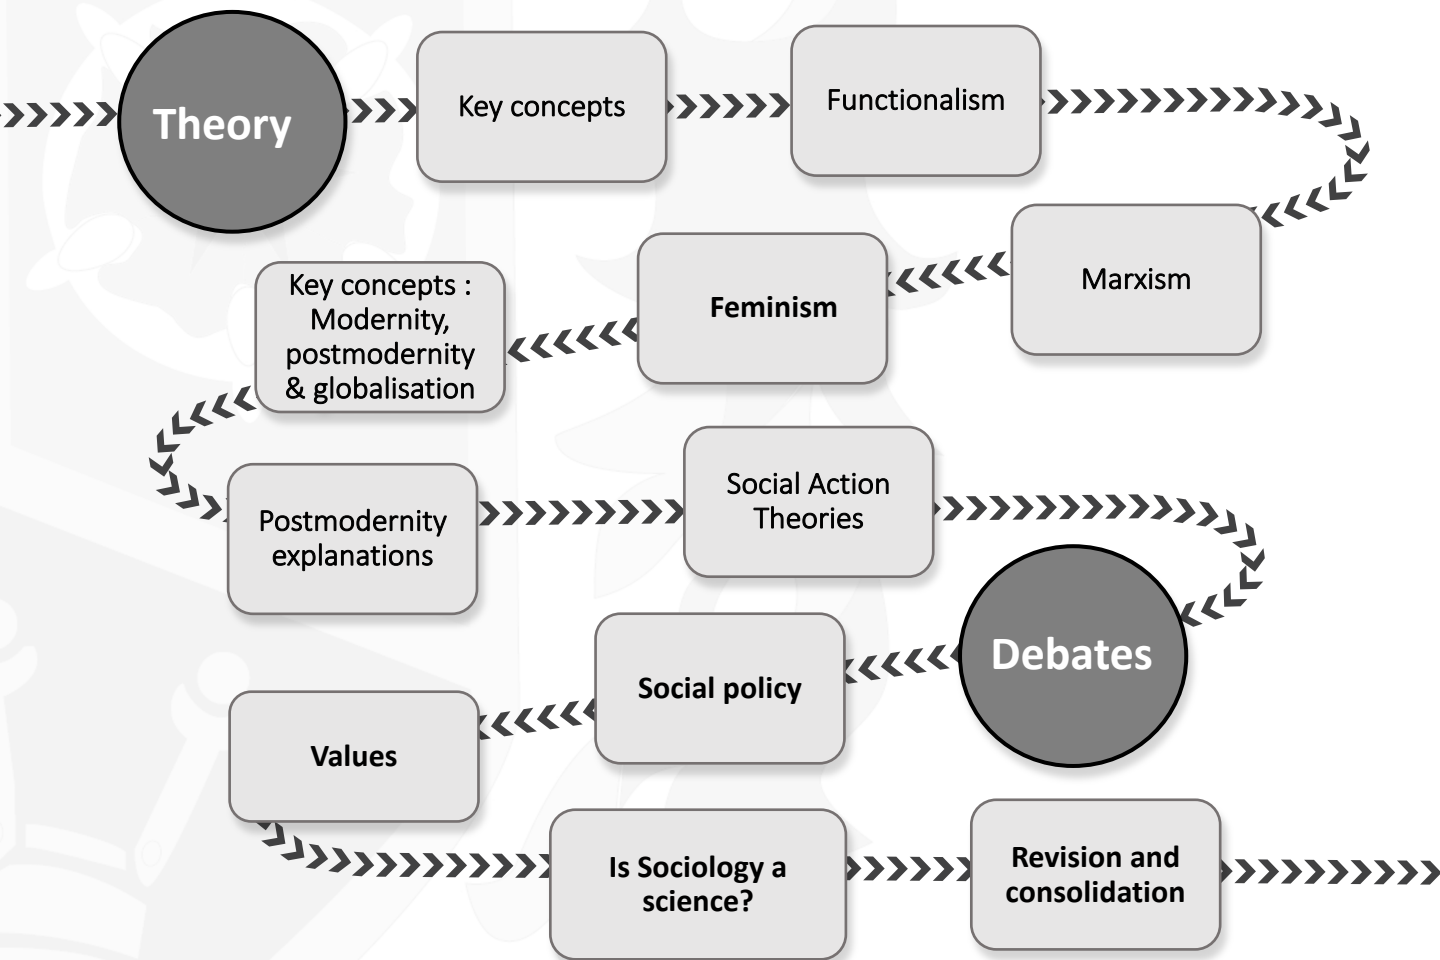 Theory
Key concepts
Functionalism
Marxism
Feminism
Key concepts :
Modernity,
postmodernity
& globalisation
Postmodernity
explanations
Social Action
Theories
Debates
Social policy
Values
Is Sociology a
science?
Revision and
consolidation